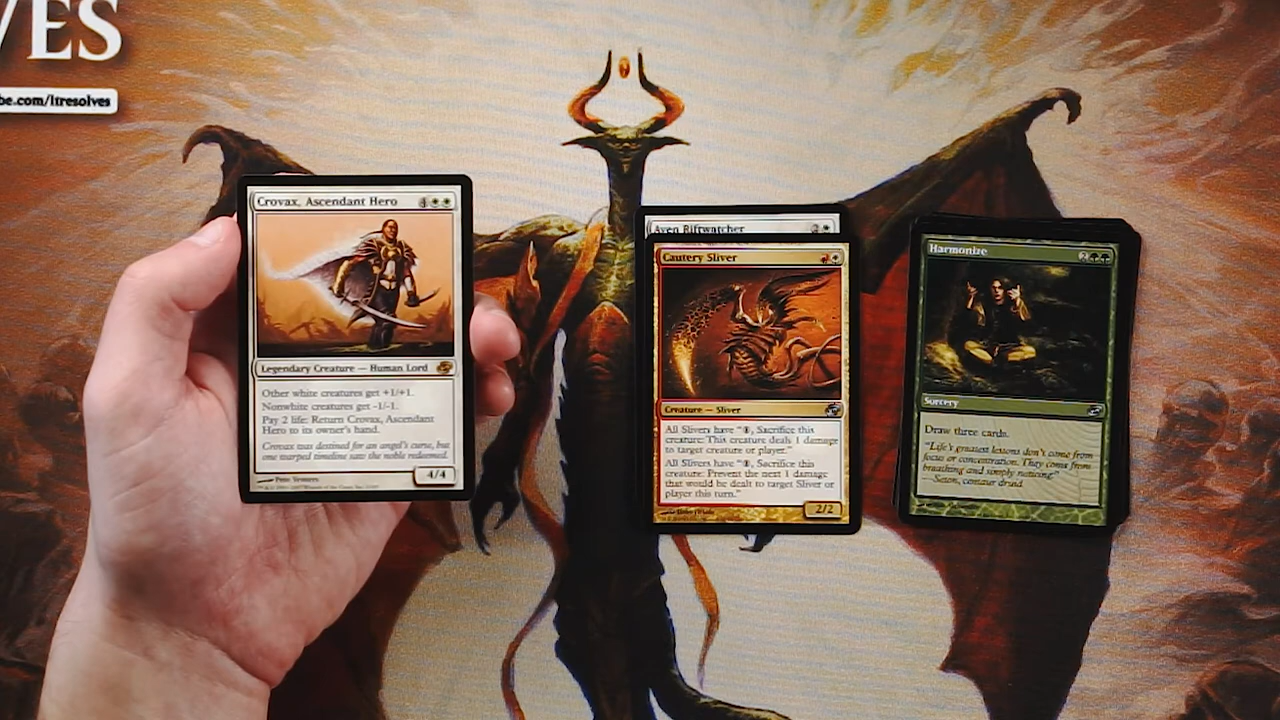 VES
be.com/ltresolves
Crovax, Ascendant Hero 4
Legendary Creature — Human Lord
Other white creatures get +1/+1.
Nonwhite creatures get -1/-1.
Pay 2 life: Return Crovax, Ascendant
Hero to its owner's hand.
Crovax was destined for an angel's curse, but
one warped timeline saw the noble redeemed.
4/4
Aven Riftwatcher 2
Cautery Sliver
Creature — Sliver
All Slivers have "1, Sacrifice this
creature: This creature deals 1 damage
to target creature or player."
All Slivers have "1, Sacrifice this
creature: Prevent the next 1 damage
that would be dealt to target Sliver or
player this turn."
2/2
Harmonize 2
Sorcery
Draw three cards.
"Life's greatest lessons don't come from
focus or concentration. They come from
breathing and simply noticing."
—Seton, centaur druid